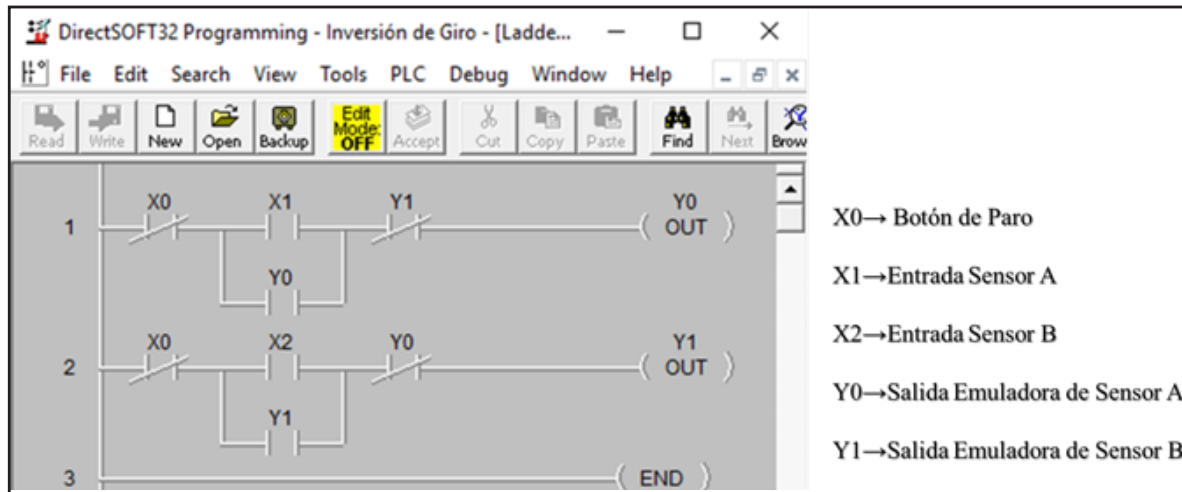 DirectSOFT32 Programming - Inversión de Giro - [Ladde...
File Edit Search View Tools PLC Debug Window Help
Read Write New Open Backup Edit Mode: OFF Accept Cut Copy Paste Find Next Brow
X0 X1 Y1 Y0
1 OUT
Y0
X0 X2 Y0 Y1
2 OUT
Y1
3 END
X0→ Botón de Paro
X1→Entrada Sensor A
X2→Entrada Sensor B
Y0→Salida Emuladora de Sensor A
Y1→Salida Emuladora de Sensor B